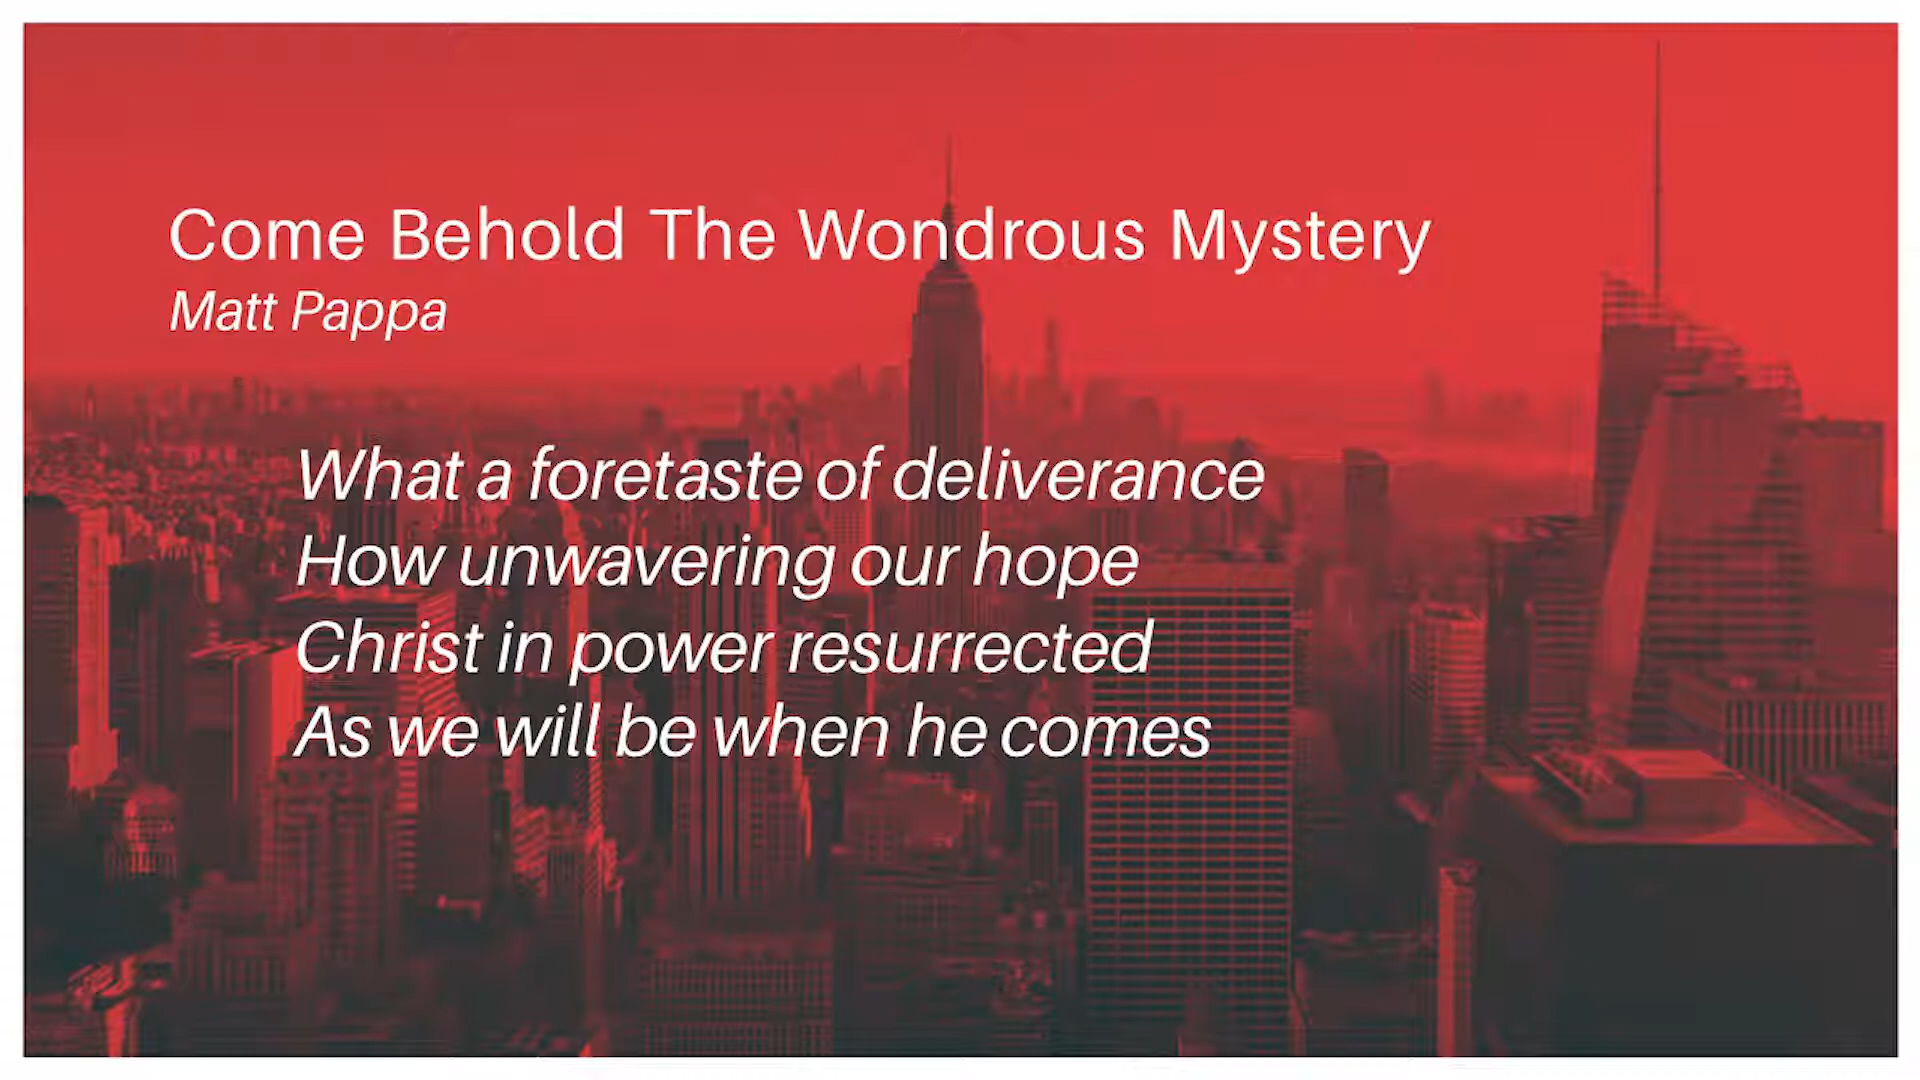 Come Behold The Wondrous Mystery
Matt Pappa
What a foretaste of deliverance
How unwavering our hope
Christ in power resurrected
As we will be when he comes